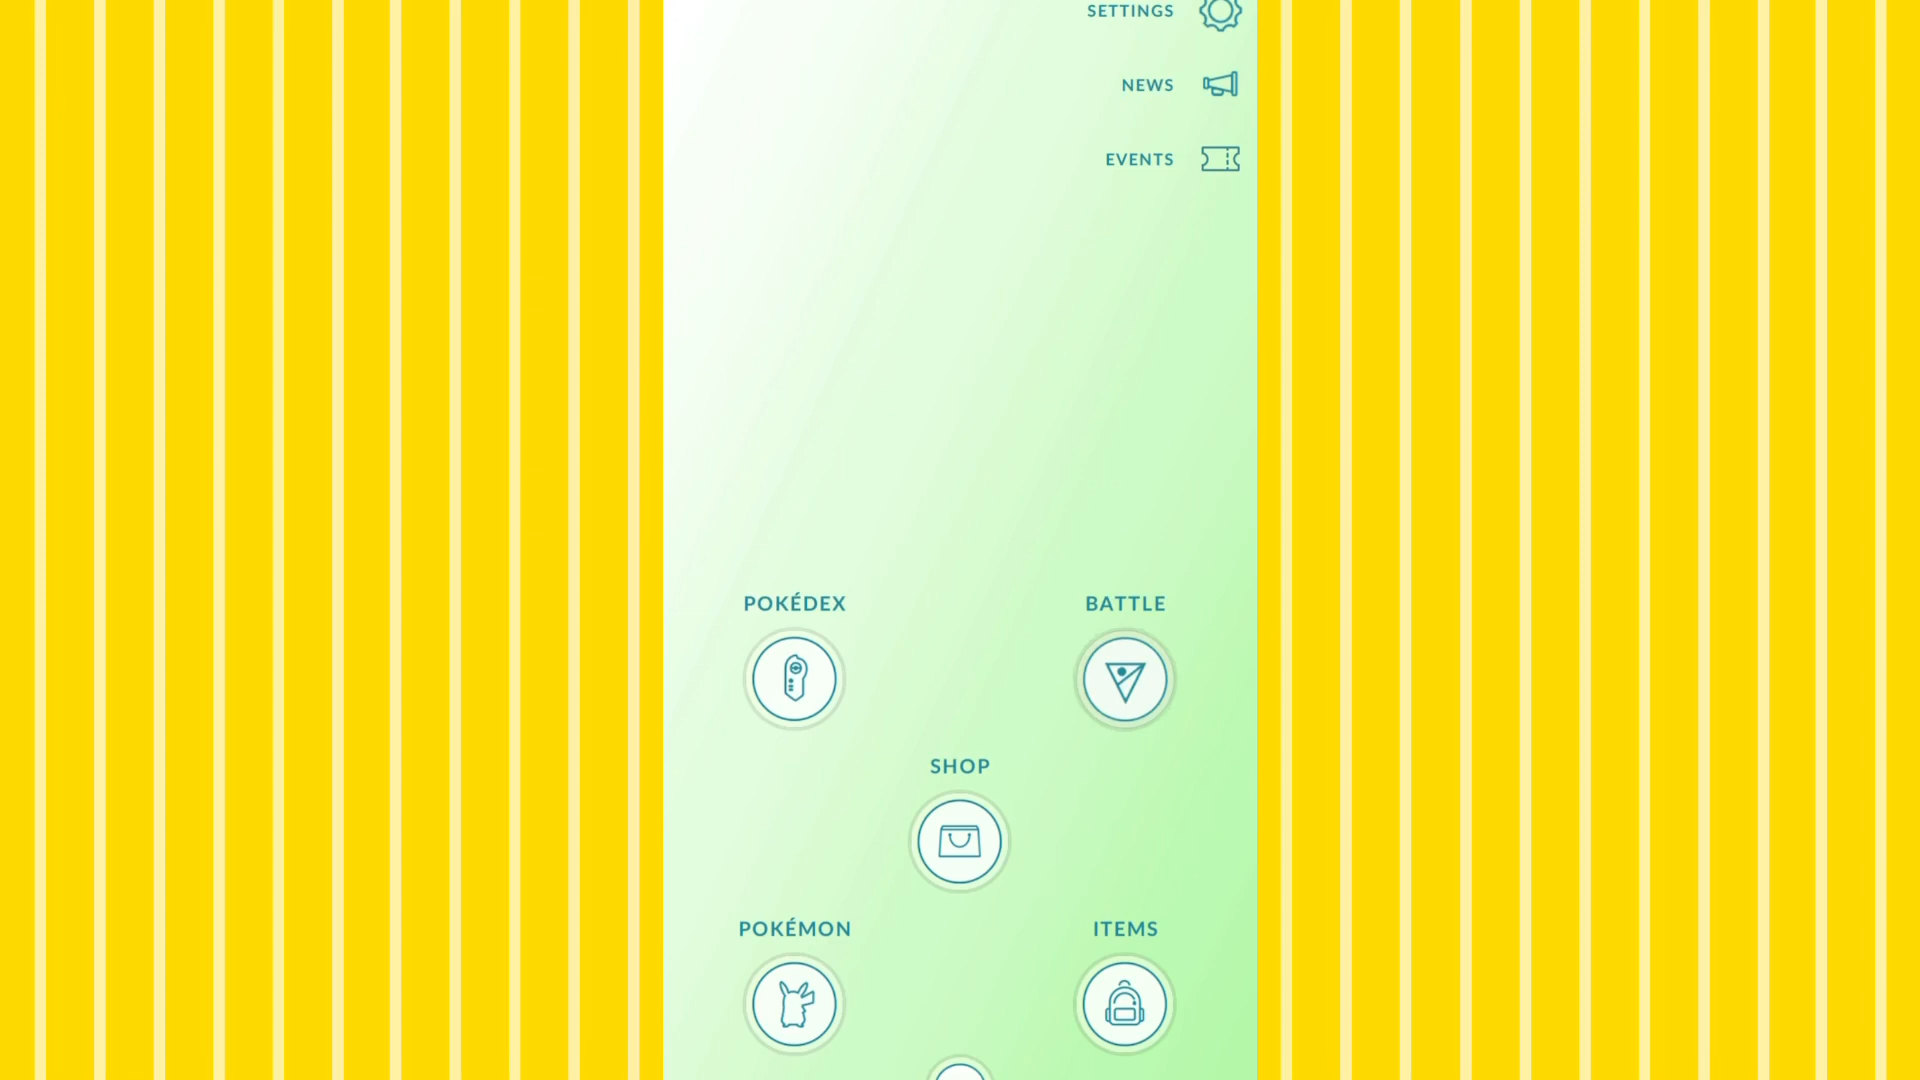 SETTINGS
NEWS
EVENTS
POKÉDEX
BATTLE
SHOP
POKÉMON
ITEMS